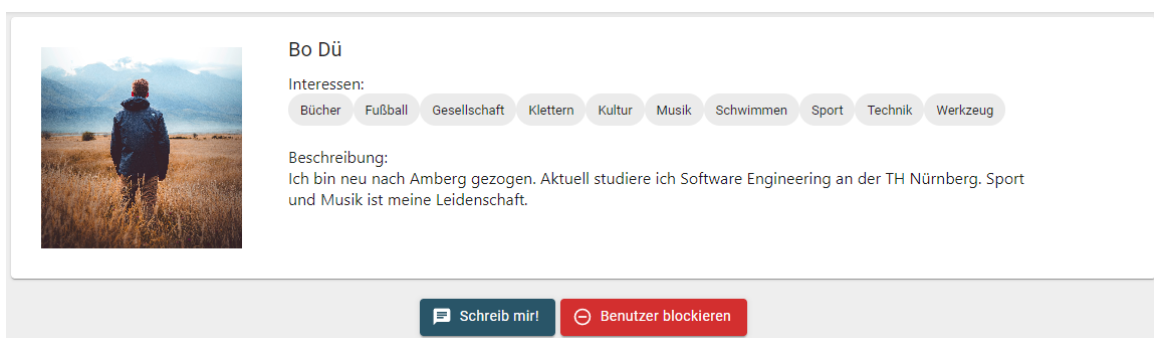 Bo Dü
Interessen:
Bücher Fußball Gesellschaft Klettern Kultur Musik Schwimmen Sport Technik Werkzeug
Beschreibung:
Ich bin neu nach Amberg gezogen. Aktuell studiere ich Software Engineering an der TH Nürnberg. Sport
und Musik ist meine Leidenschaft.
Schreib mir! Benutzer blockieren